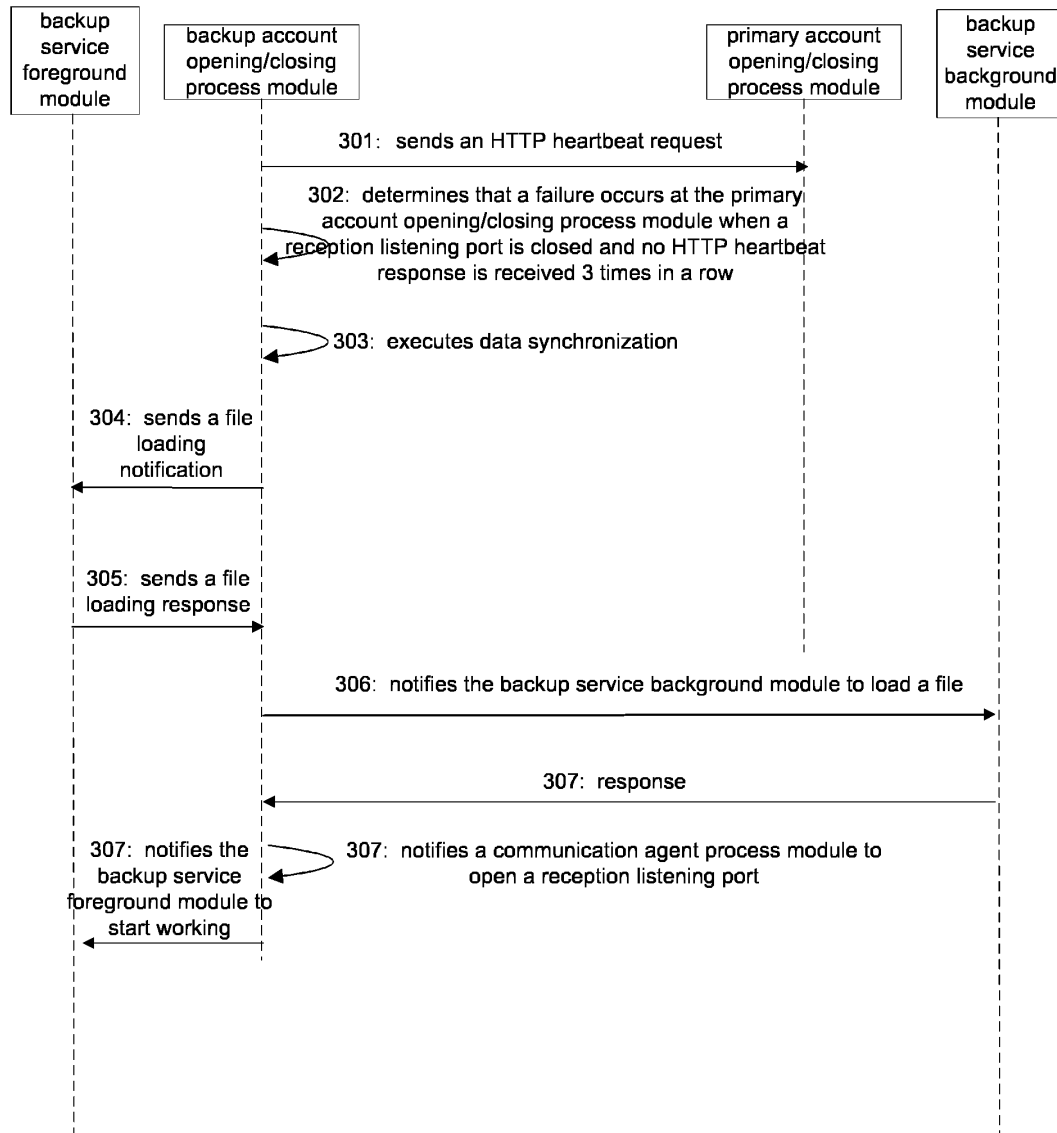 backup
service
foreground
module
backup account
opening/closing
process module
primary account
opening/closing
process module
backup
service
background
module
301: sends an HTTP heartbeat request
302: determines that a failure occurs at the primary
account opening/closing process module when a
reception listening port is closed and no HTTP heartbeat
response is received 3 times in a row
303: executes data synchronization
304: sends a file
loading
notification
305: sends a file
loading response
306: notifies the backup service background module to load a file
307: response
307: notifies the
backup service
foreground module to
start working
307: notifies a communication agent process module to
open a reception listening port